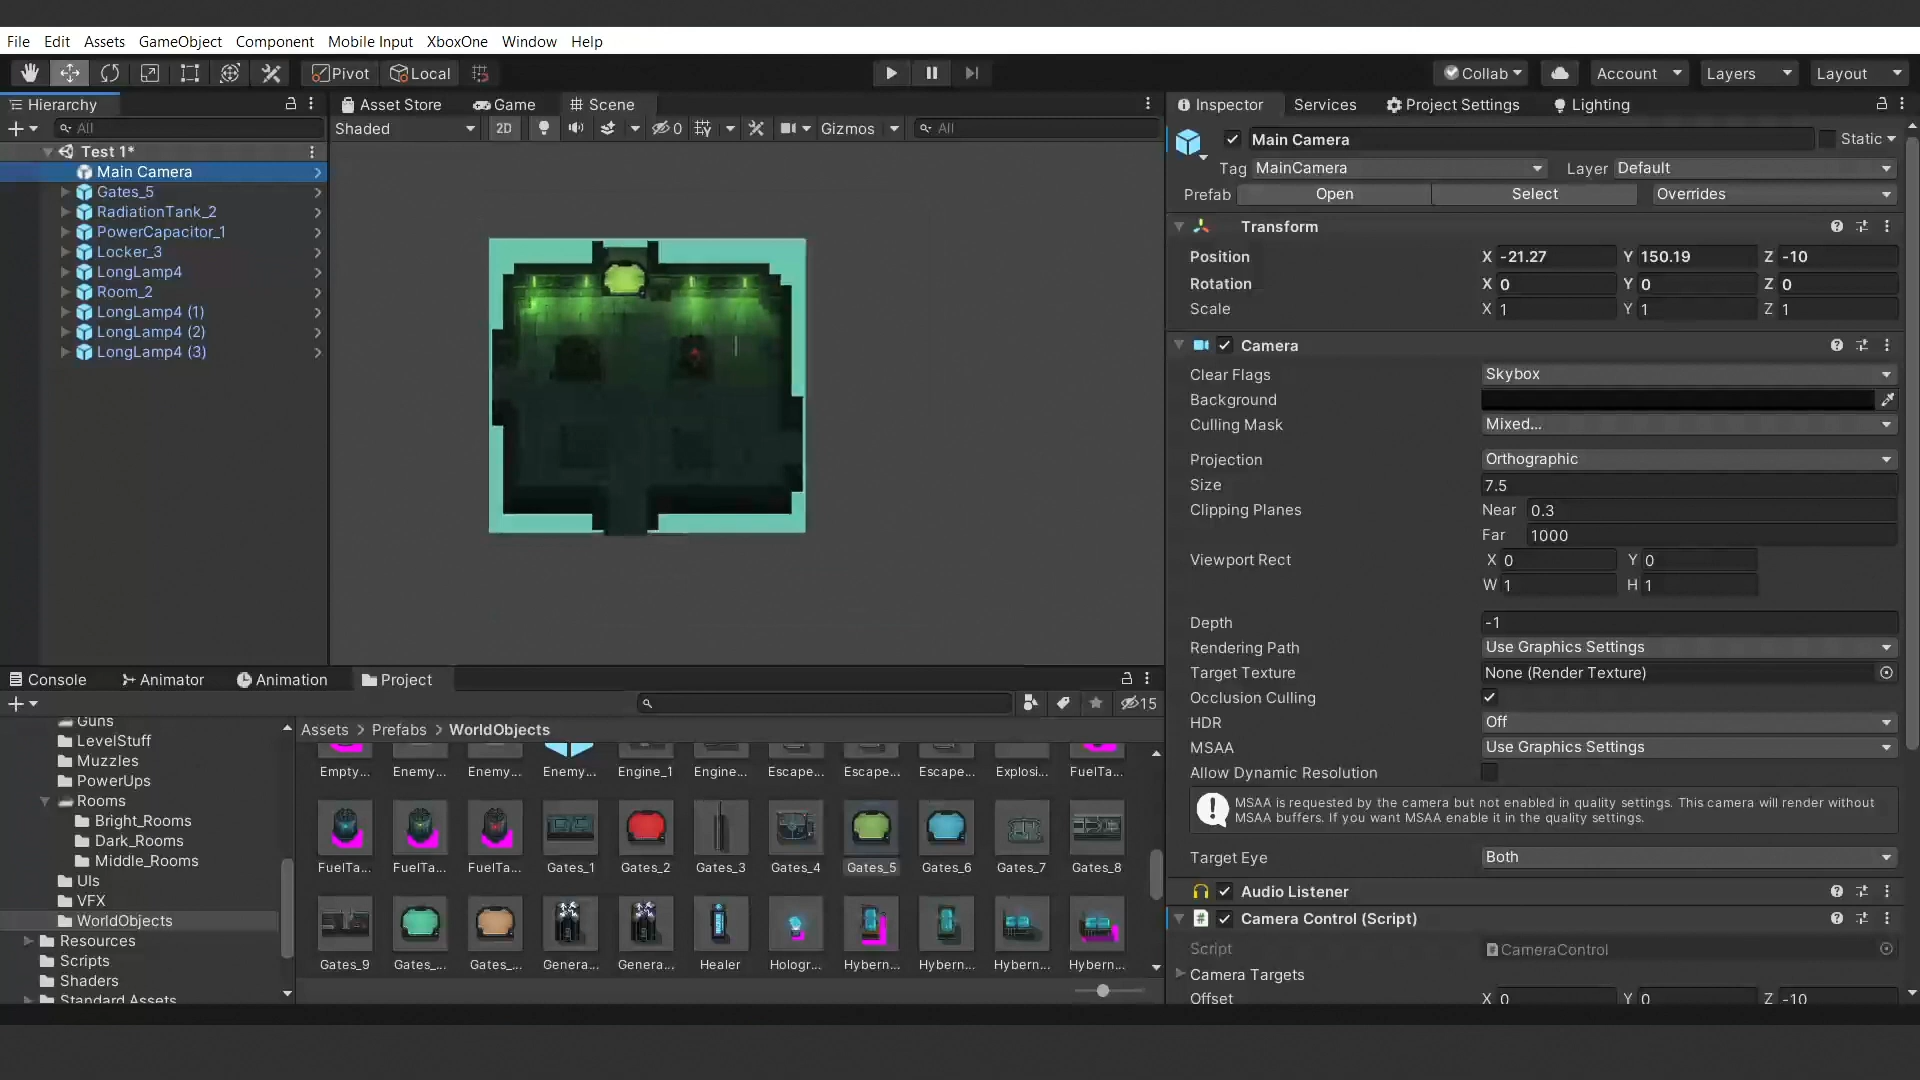 File Edit Assets GameObject Component Mobile Input XboxOne Window Help
Pivot Local Collab Account Layers Layout
Hierarchy
All
Test 1*
Main Camera
Gates_5
RadiationTank_2
PowerCapacitor_1
Locker_3
LongLamp4
Room_2
LongLamp4 (1)
LongLamp4 (2)
LongLamp4 (3)
Asset Store Game Scene
Shaded 2D 0 Gizmos All
Inspector Services Project Settings Lighting
Main Camera Static
Tag MainCamera Layer Default
Prefab Open Select Overrides
Transform
Position X -21.27 Y 150.19 Z -10
Rotation X 0 Y 0 Z 0
Scale X 1 Y 1 Z 1
Camera
Clear Flags Skybox
Background
Culling Mask Mixed...
Projection Orthographic
Size 7.5
Clipping Planes Near 0.3
Far 1000
Viewport Rect X 0 Y 0
W 1 H 1
Depth -1
Rendering Path Use Graphics Settings
Target Texture None (Render Texture)
Occlusion Culling
HDR Off
MSAA Use Graphics Settings
Allow Dynamic Resolution
MSAA is requested by the camera but not enabled in quality settings. This camera will render without
MSAA buffers. If you want MSAA enable it in the quality settings.
Target Eye Both
Audio Listener
Camera Control (Script)
Script CameraControl
Camera Targets
Offset X 0 Y 0 Z -10
Console Animator Animation Project
15
Guns
LevelStuff
Muzzles
PowerUps
Rooms
Bright_Rooms
Dark_Rooms
Middle_Rooms
UIs
VFX
WorldObjects
Resources
Scripts
Shaders
Standard Assets
Assets > Prefabs > WorldObjects
Empty... Enemy... Enemy... Enemy... Engine_1 Engine... Escape... Escape... Escape... Explosi... FuelTa...
FuelTa... FuelTa... FuelTa... Gates_1 Gates_2 Gates_3 Gates_4 Gates_5 Gates_6 Gates_7 Gates_8
Gates_9 Gates_... Gates_... Genera... Genera... Healer Hologr... Hybern... Hybern... Hybern... Hybern...